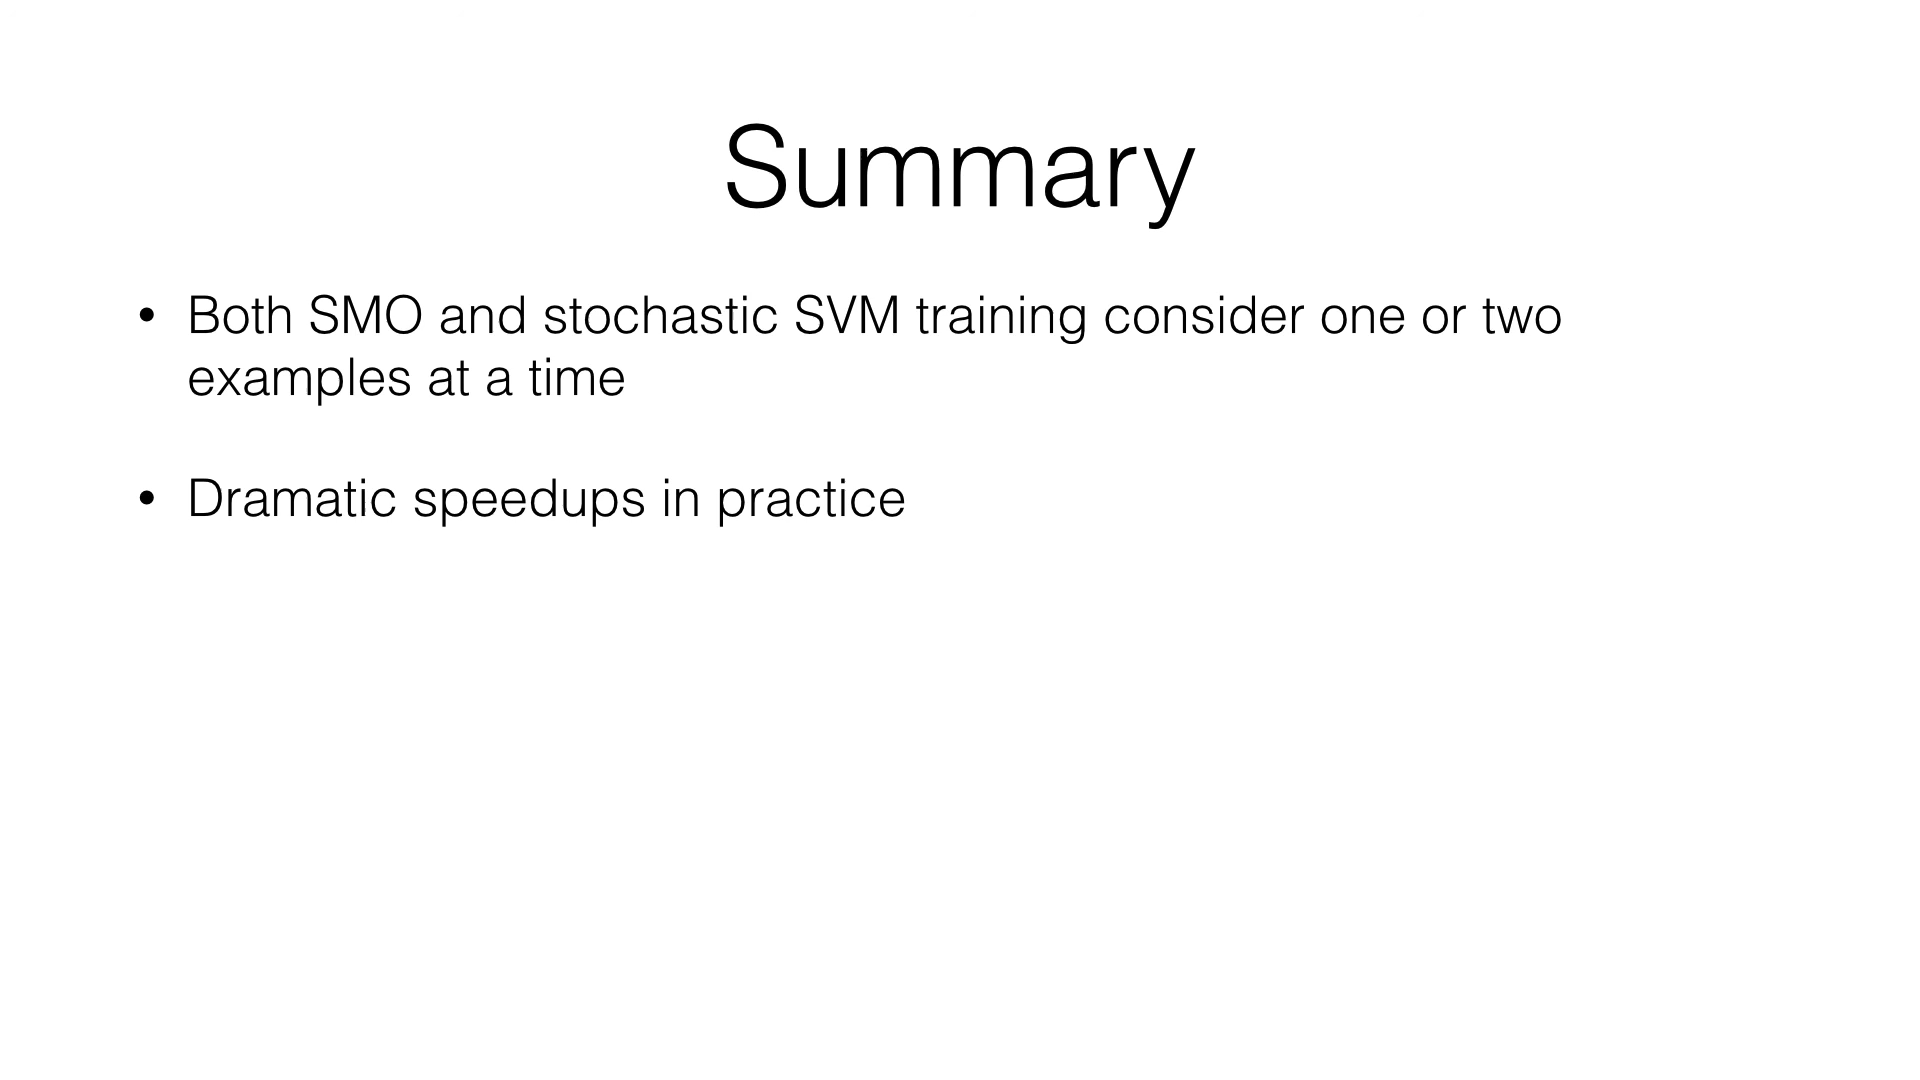 Summary
• Both SMO and stochastic SVM training consider one or two
examples at a time
• Dramatic speedups in practice